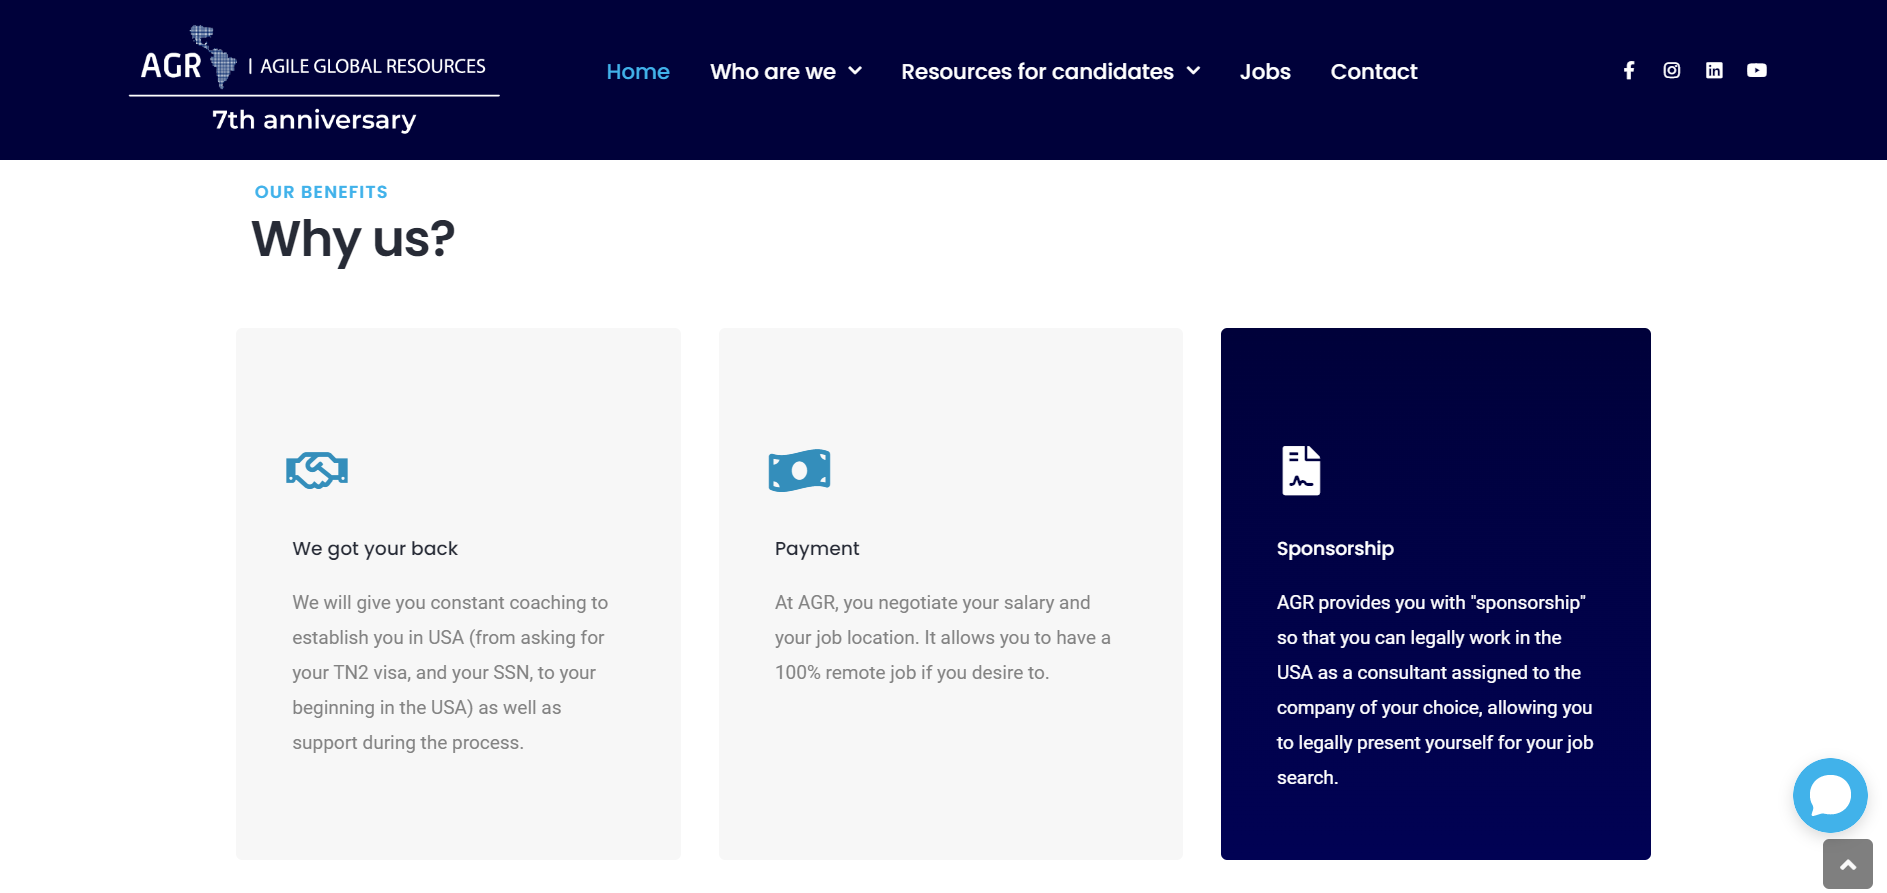 AGR | AGILE GLOBAL RESOURCES
7th anniversary
Home
Who are we
Resources for candidates
Jobs
Contact
OUR BENEFITS
Why us?
We got your back
We will give you constant coaching to
establish you in USA (from asking for
your TN2 visa, and your SSN, to your
beginning in the USA) as well as
support during the process.
Payment
At AGR, you negotiate your salary and
your job location. It allows you to have a
100% remote job if you desire to.
Sponsorship
AGR provides you with "sponsorship"
so that you can legally work in the
USA as a consultant assigned to the
company of your choice, allowing you
to legally present yourself for your job
search.